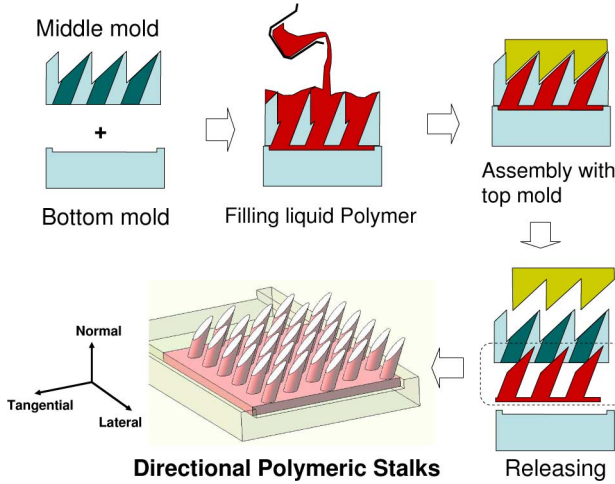 Middle mold
+
Bottom mold
Filling liquid Polymer
Assembly with
top mold
Normal
Tangential
Lateral
Directional Polymeric Stalks
Releasing